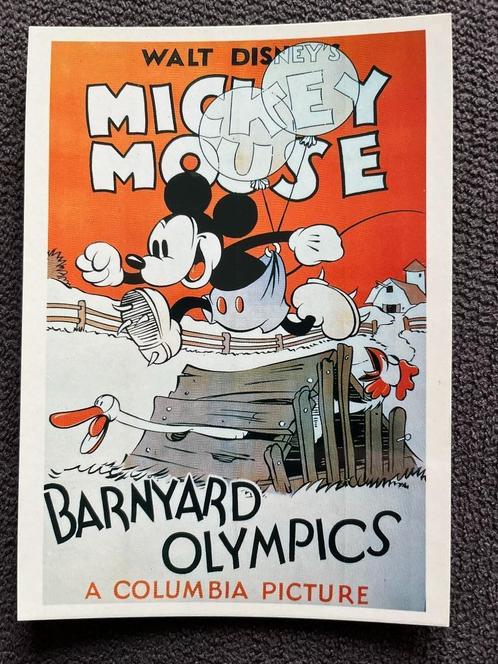 WALT DISNEY'S
MICKEY
MOUSE
BARNYARD
OLYMPICS
A COLUMBIA PICTURE